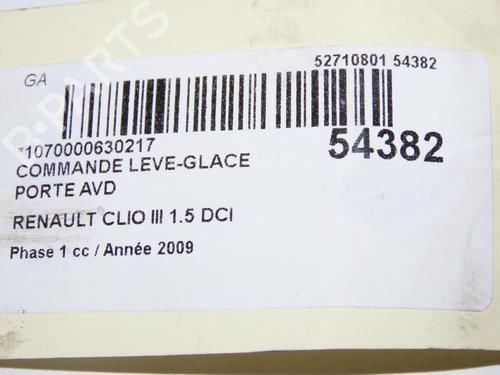 GA
52710801 54382
*1070000630217
54382
COMMANDE LEVE-GLACE
PORTE AVD
RENAULT CLIO III 1.5 DCI
Phase 1 cc / Année 2009
B-PARTS